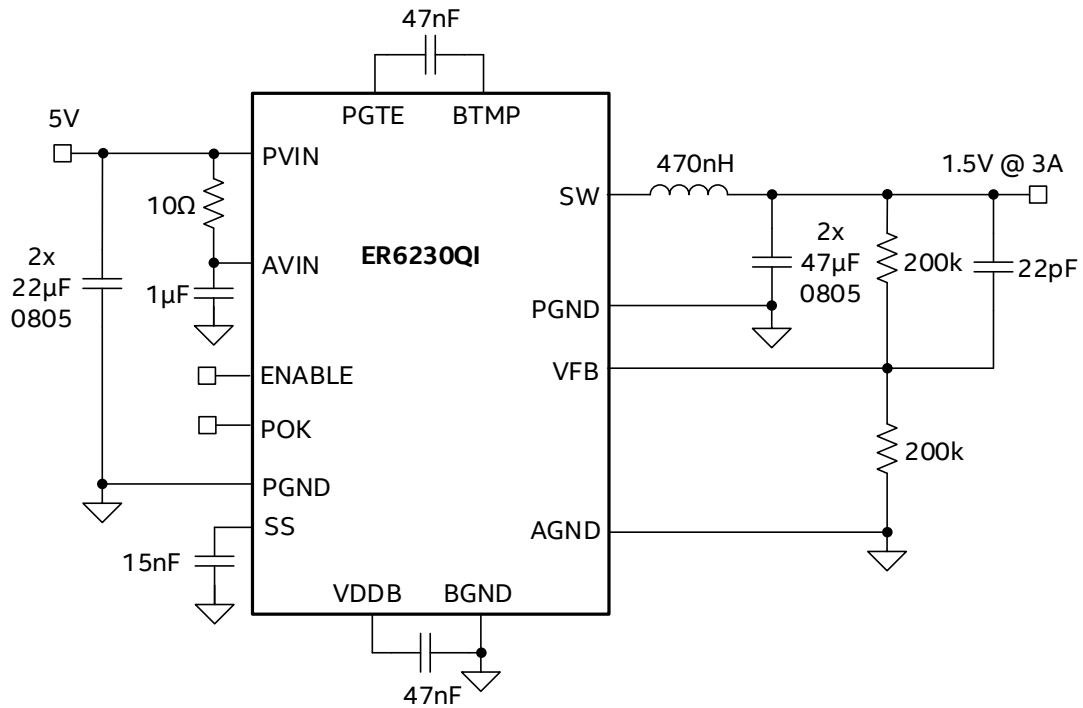 47nF
PGTE
BTMP
5V
PVIN
10Ω
2x
22µF
0805
AVIN
1µF
ER6230QI
SW
470nH
1.5V @ 3A
2x
47µF
0805
200k
22pF
PGND
VFB
ENABLE
POK
200k
PGND
SS
AGND
15nF
VDDB
BGND
47nF